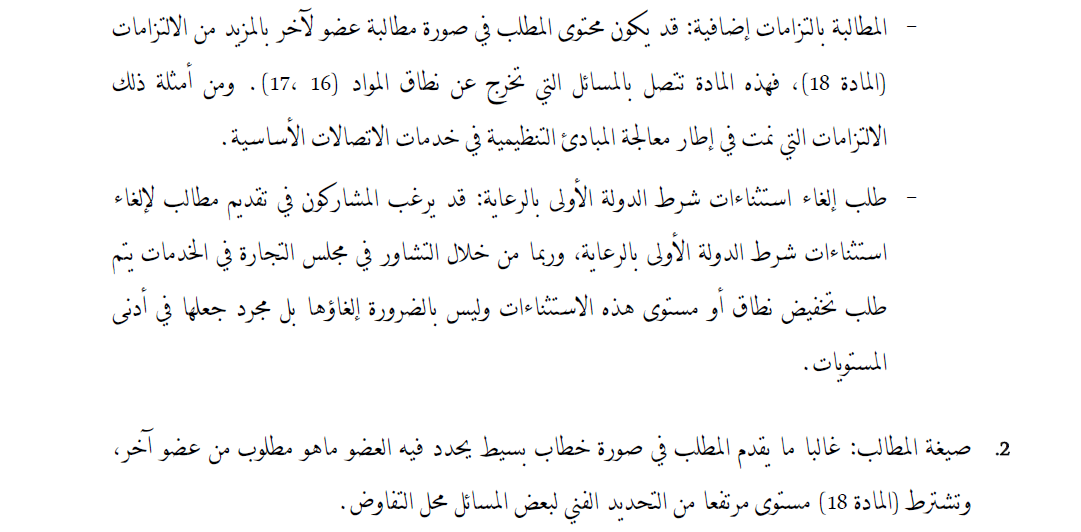 - المطالبة بالتزامات إضافية: قد يكون محتوى المطلب في صورة مطالبة عضو لآخر بالمزيد من الالتزامات
(المادة 18)، فهذه المادة تتصل بالمسائل التي تخرج عن نطاق المواد (16 ،17). ومن أمثلة ذلك
الالتزامات التي نمت في إطار معالجة المبادئ التنظيمية في خدمات الاتصالات الأساسية.
- طلب إلغاء استثناءات شرط الدولة الأولى بالرعاية: قد يرغب المشاركون في تقديم مطالب لإلغاء
استثناءات شرط الدولة الأولى بالرعاية، وربما من خلال التشاور في مجلس التجارة في الخدمات يتم
طلب تخفيض نطاق أو مستوى هذه الاستثناءات وليس بالضرورة إلغاؤها بل مجرد جعلها في أدنى
المستويات.
2. صيغة المطالب: غالبا ما يقدم المطلب في صورة خطاب بسيط يحدد فيه العضو ماهو مطلوب من عضو آخر،
وتشترط (المادة 18) مستوى مرتفعا من التحديد الفني لبعض المسائل محل التفاوض.